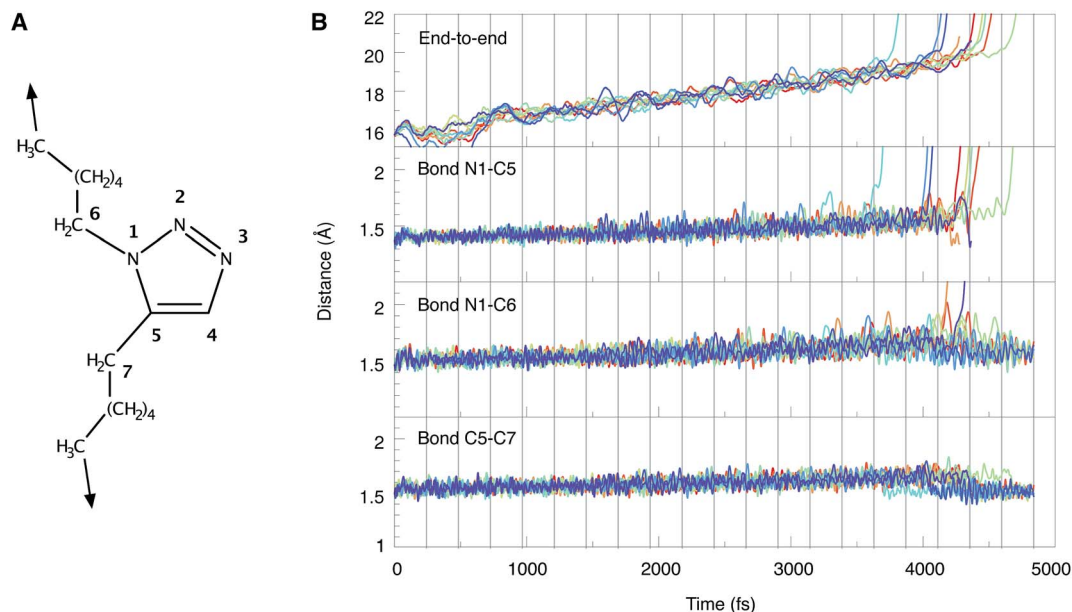 A
H₃C
(CH₂)₄
6
H₂C
1
2
N
N
3
N
5
4
H₂C
7
(CH₂)₄
H₃C
B
Distance (Å)
22
20
18
16
End-to-end
2
1.5
Bond N1-C5
2
1.5
Bond N1-C6
2
1.5
1
Bond C5-C7
0 1000 2000 3000 4000 5000
Time (fs)